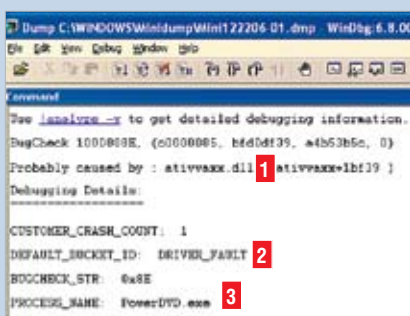 Dump C:\WINDOWS\Minidump\Mini122206-01.dmp - WinDbg:6.8.00
File Edit View Debug Window Help
Command
Use !analyze -v to get detailed debugging information.
BugCheck 1000008E, {c0000005, bfd0df39, a4b53b5c, 0}
Probably caused by : ativvaxx.dll 1 ativvaxx+1bf39 )
Debugging Details:
CUSTOMER_CRASH_COUNT: 1
DEFAULT_BUCKET_ID: DRIVER_FAULT 2
BUGCHECK_STR: 0x8E
PROCESS_NAME: PowerDVD.exe 3